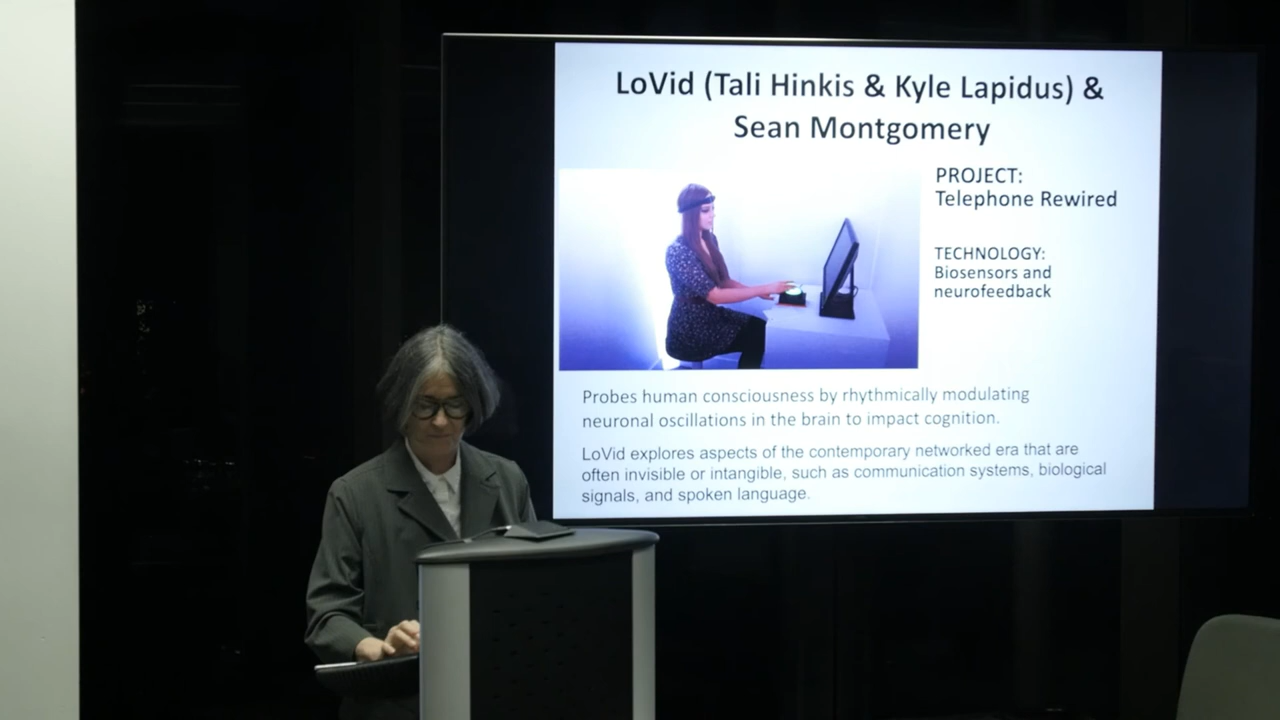 LoVid (Tali Hinkis & Kyle Lapidus) &
Sean Montgomery
PROJECT:
Telephone Rewired
TECHNOLOGY:
Biosensors and
neurofeedback
Probes human consciousness by rhythmically modulating
neuronal oscillations in the brain to impact cognition.
LoVid explores aspects of the contemporary networked era that are
often invisible or intangible, such as communication systems, biological
signals, and spoken language.